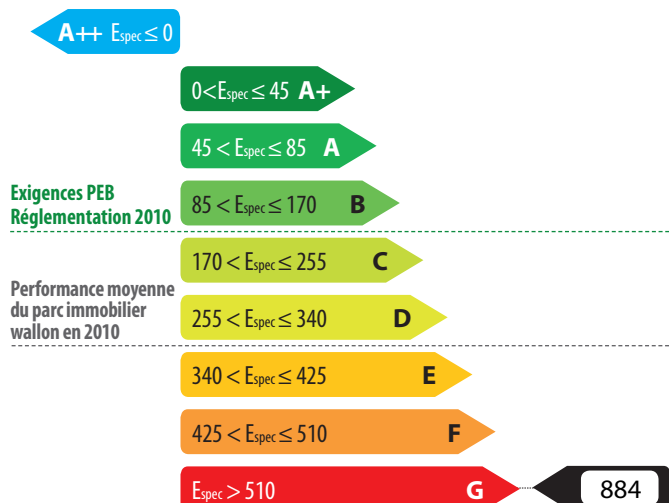 A++ Espec ≤ 0
0<Espec ≤ 45 A+
45 < Espec ≤ 85 A
Exigences PEB
Réglementation 2010
85 < Espec ≤ 170 B
170 < Espec ≤ 255 C
Performance moyenne
du parc immobilier
wallon en 2010
255 < Espec ≤ 340 D
340 < Espec ≤ 425 E
425 < Espec ≤ 510 F
Espec > 510 G 884